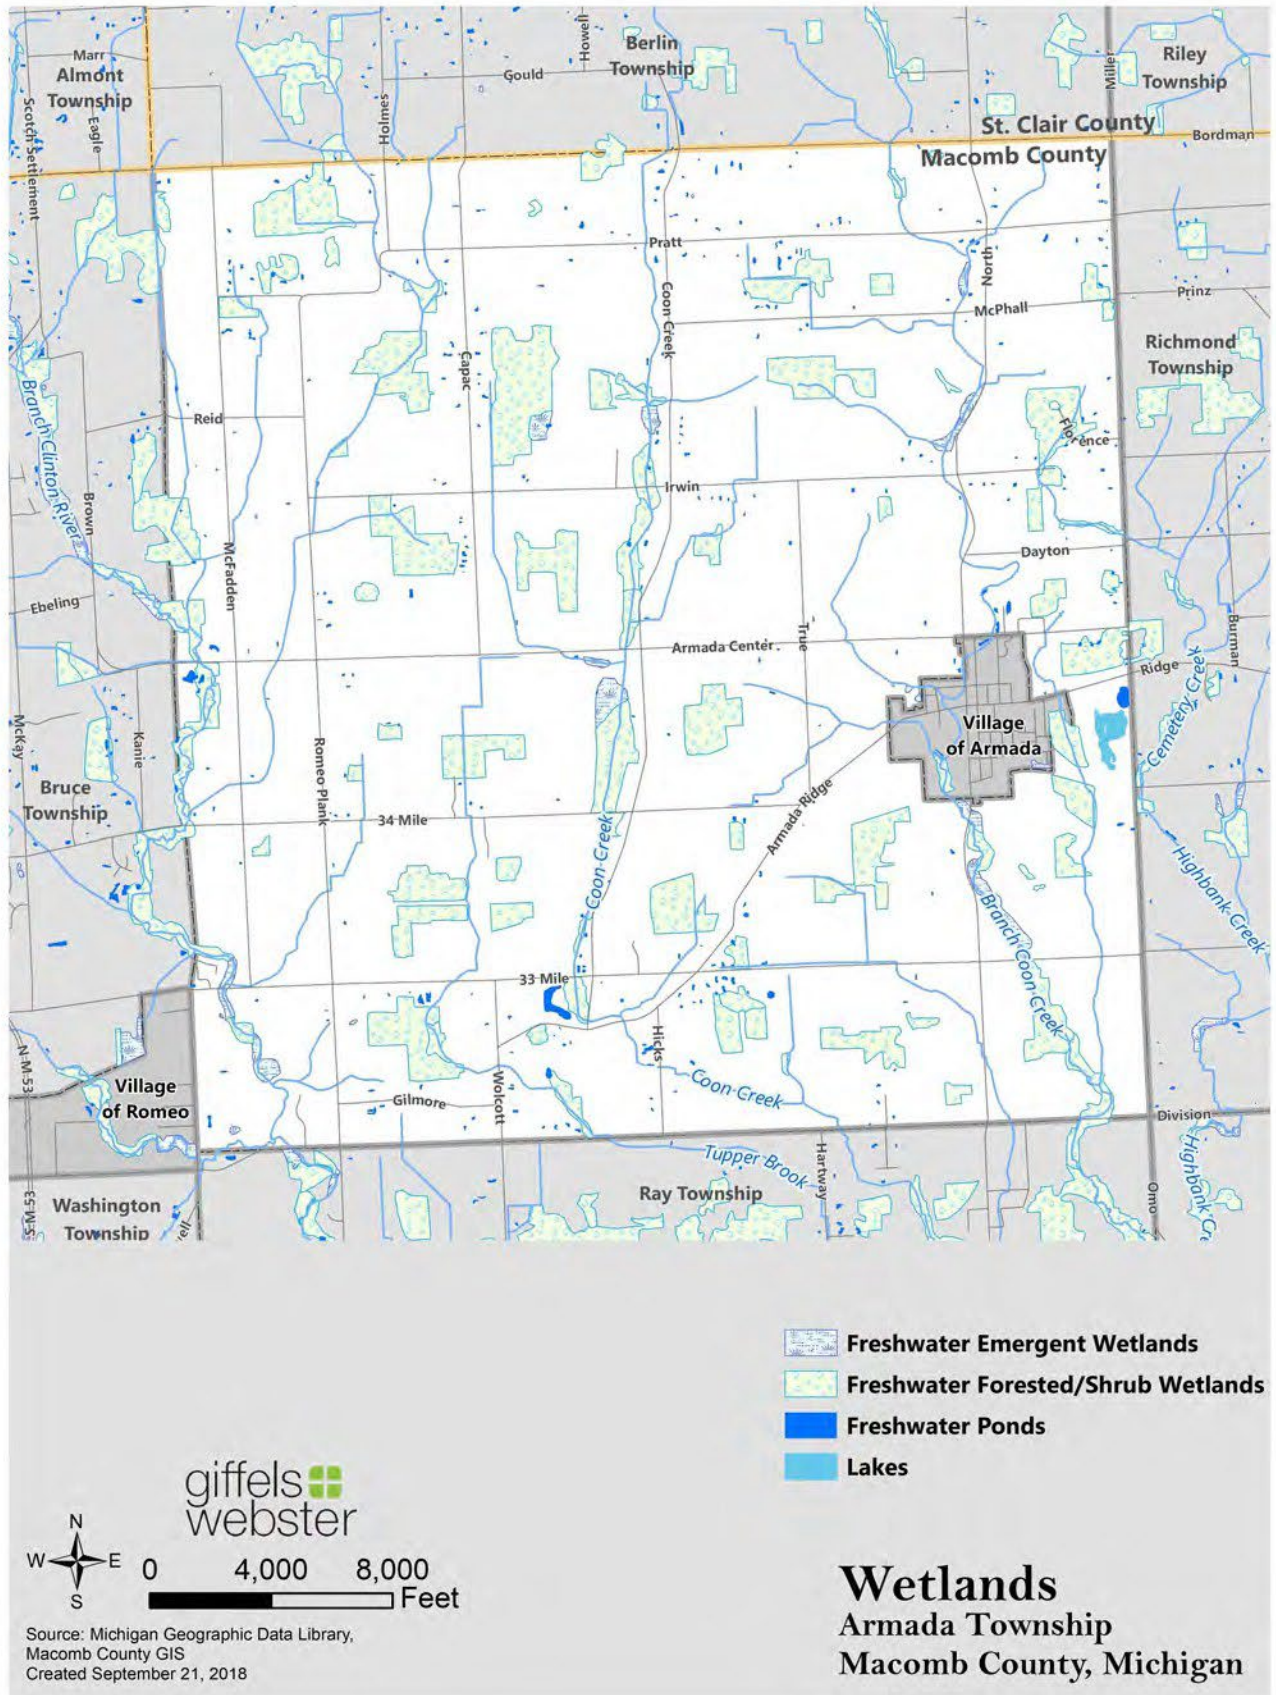 Marr
Almont
Township
Eagle
Scotch Settlement
Holmes
Gould
Howell
Berlin
Township
Miller
Riley
Township
St. Clair County
Bordman
Macomb County
Pratt
North
Coon Creek
McPhall
Prinz
Richmond
Township
Capac
Reid
Florence
Branch Clinton River
Brown
Irwin
McFadden
Dayton
Ebeling
Armada Center
True
Burman
Ridge
Cemetery Creek
McKay
Kanie
Romeo Plank
Village
of Armada
Bruce
Township
34 Mile
Armada Ridge
Coon Creek
Highbank Creek
Branch Coon Creek
33 Mile
Hicks
N-M-53
Village
of Romeo
Wolcott
Gilmore
Coon Creek
Division
Hartway
Tupper Brook
Highbank Cre
Omo
Ray Township
S-M-53
Washington
Township
ell
Freshwater Emergent Wetlands
Freshwater Forested/Shrub Wetlands
Freshwater Ponds
Lakes
giffels
webster
N
W E
S
0 4,000 8,000
Feet
Source: Michigan Geographic Data Library,
Macomb County GIS
Created September 21, 2018
Wetlands
Armada Township
Macomb County, Michigan